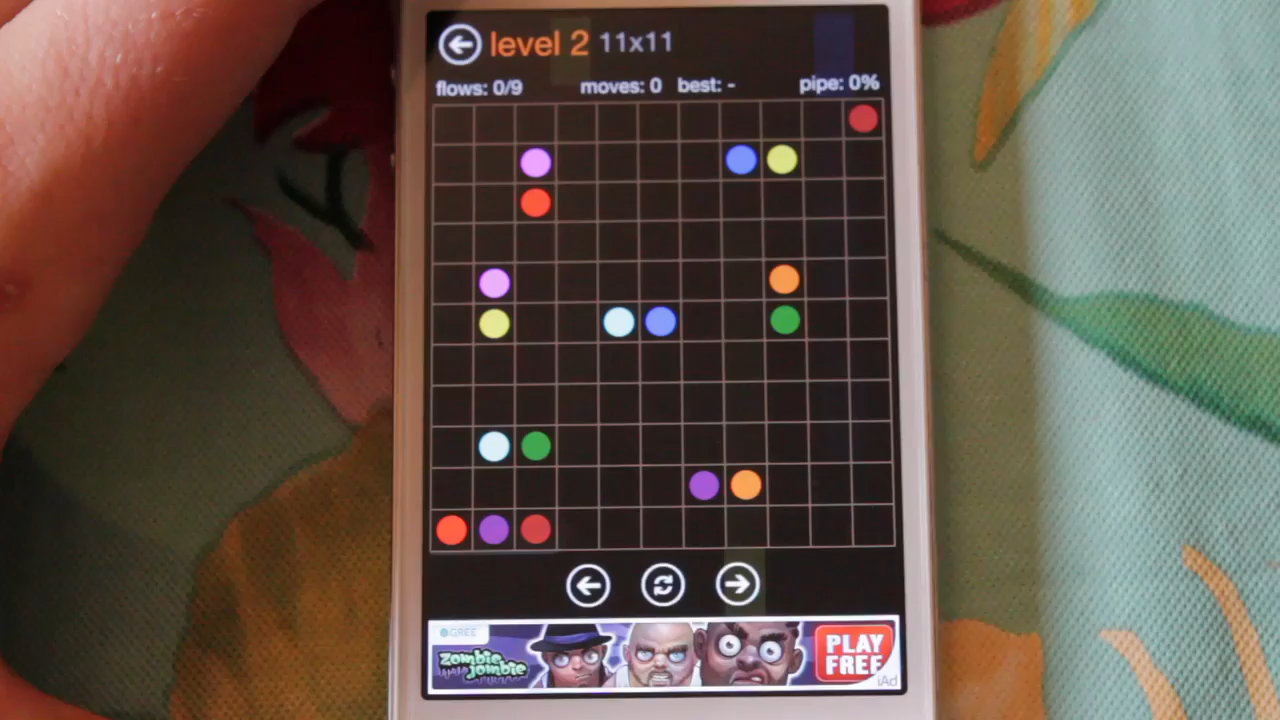 level 2 11x11
flows: 0/9 moves: 0 best: - pipe: 0%
GREE
zombie
jombie
PLAY
FREE
iAd